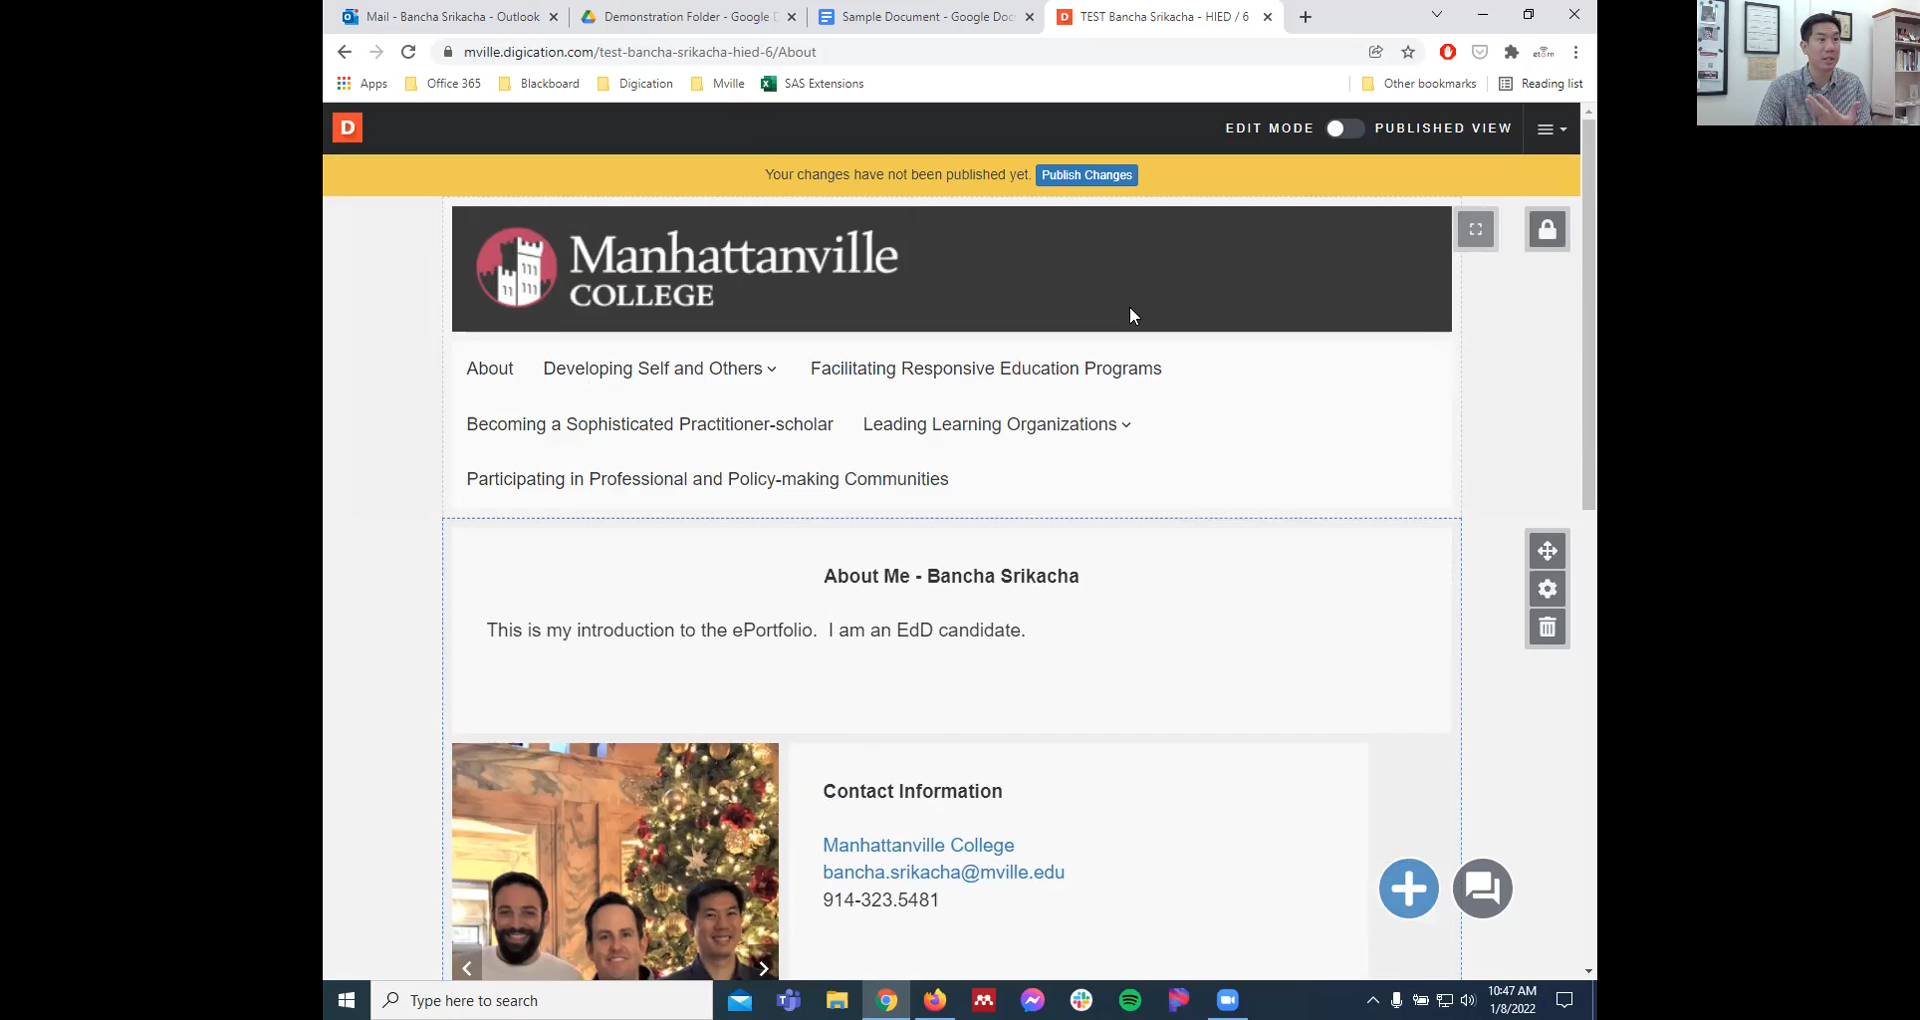 Mail - Bancha Srikacha - Outlook
Demonstration Folder - Google D
Sample Document - Google Doc
TEST Bancha Srikacha - HIED / 6
mville.digication.com/test-bancha-srikacha-hied-6/About
Apps
Office 365
Blackboard
Digication
Mville
SAS Extensions
Other bookmarks
Reading list
D
EDIT MODE
PUBLISHED VIEW
Your changes have not been published yet. Publish Changes
Manhattanville
COLLEGE
About
Developing Self and Others
Facilitating Responsive Education Programs
Becoming a Sophisticated Practitioner-scholar
Leading Learning Organizations
Participating in Professional and Policy-making Communities
About Me - Bancha Srikacha
This is my introduction to the ePortfolio. I am an EdD candidate.
Contact Information
Manhattanville College
bancha.srikacha@mville.edu
914-323.5481
Type here to search
10:47 AM
1/8/2022